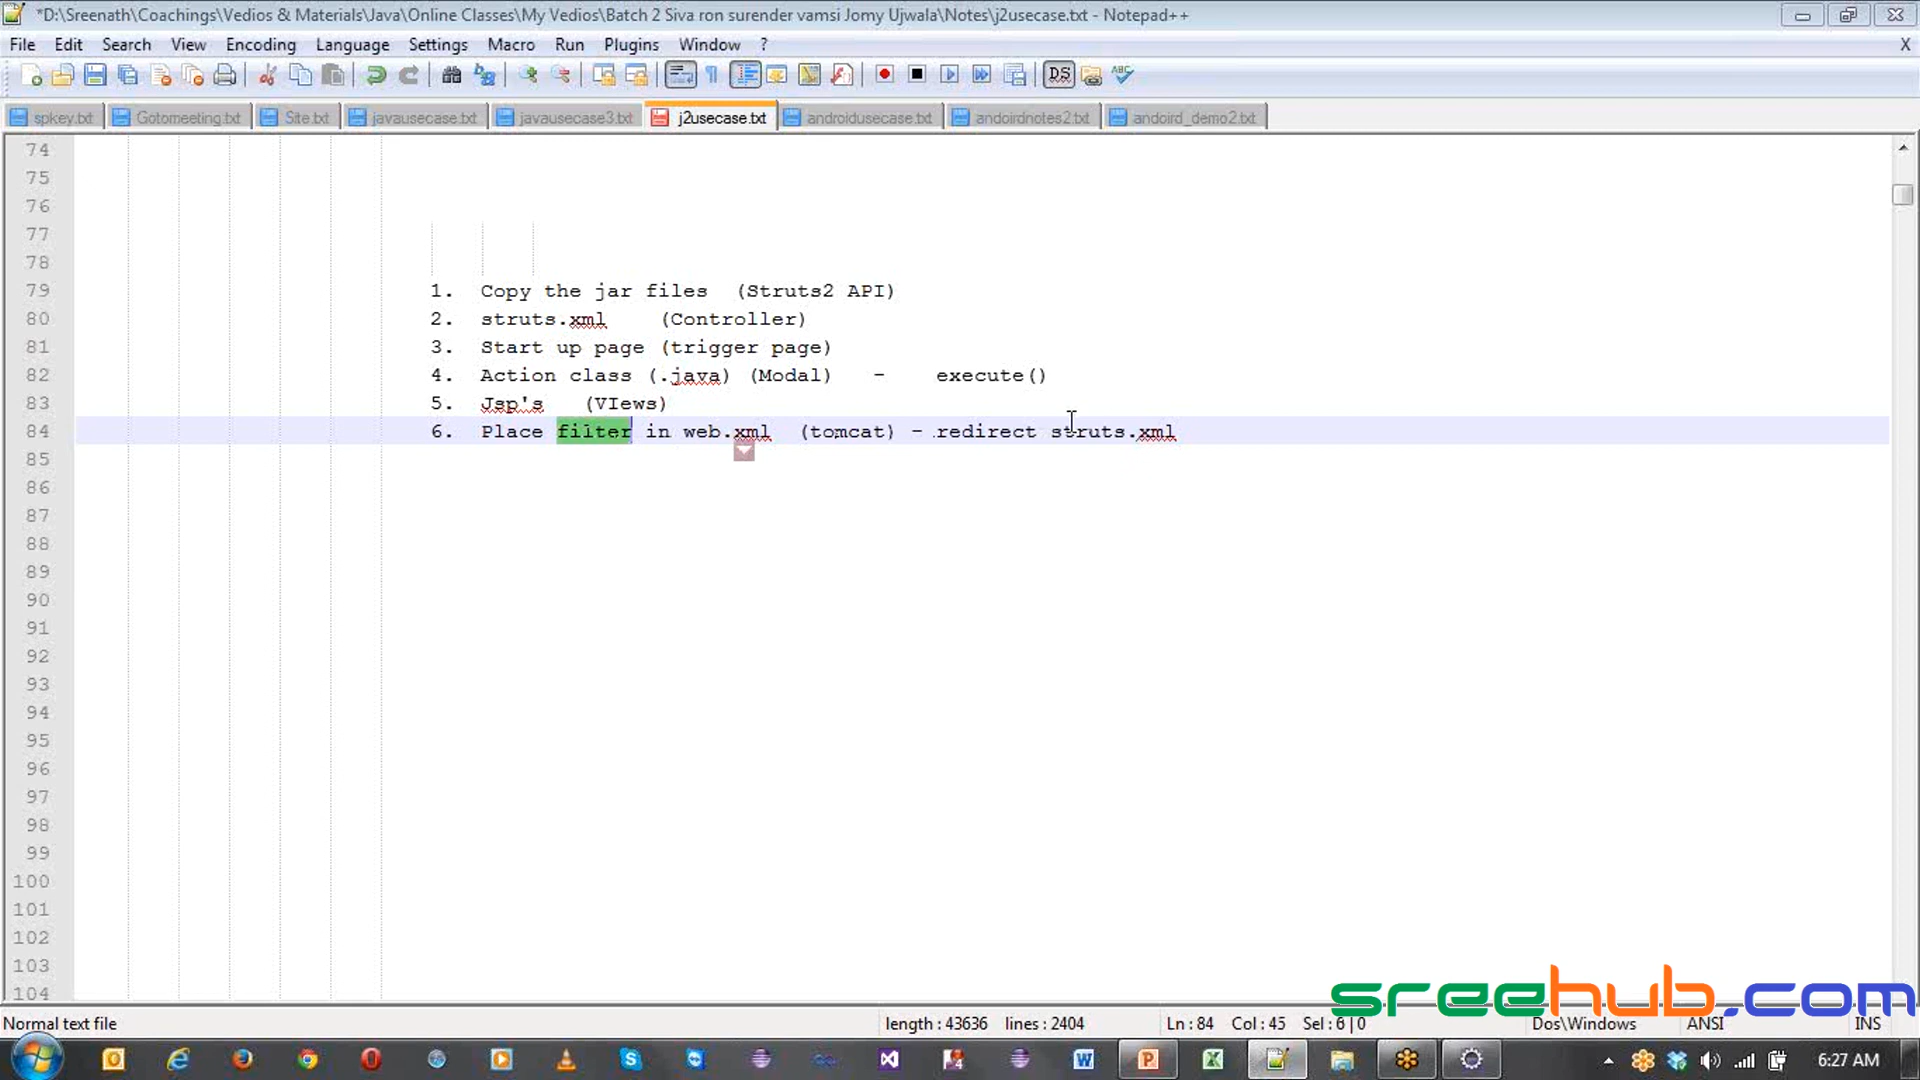 *D:\Sreenath\Coachings\Vedios & Materials\Java\Online Classes\My Vedios\Batch 2 Siva ron surender vamsi Jomy Ujwala\Notes\j2usecase.txt - Notepad++
File Edit Search View Encoding Language Settings Macro Run Plugins Window ? X
spkey.txt Gotomeeting.txt Site.txt javausecase.txt javausecase3.txt j2usecase.txt androidusecase.txt andoirdnotes2.txt andoird_demo2.txt
74
75
76
77
78
79 1. Copy the jar files (Struts2 API)
80 2. struts.xml (Controller)
81 3. Start up page (trigger page)
82 4. Action class (.java) (Modal) - execute()
83 5. Jsp's (VIews)
84 6. Place filter in web.xml (tomcat) - redirect struts.xml
85
86
87
88
89
90
91
92
93
94
95
96
97
98
99
100
101
102
103
104
sreehub.com
Normal text file length : 43636 lines : 2404 Ln : 84 Col : 45 Sel : 6 | 0 Dos\Windows ANSI INS
6:27 AM